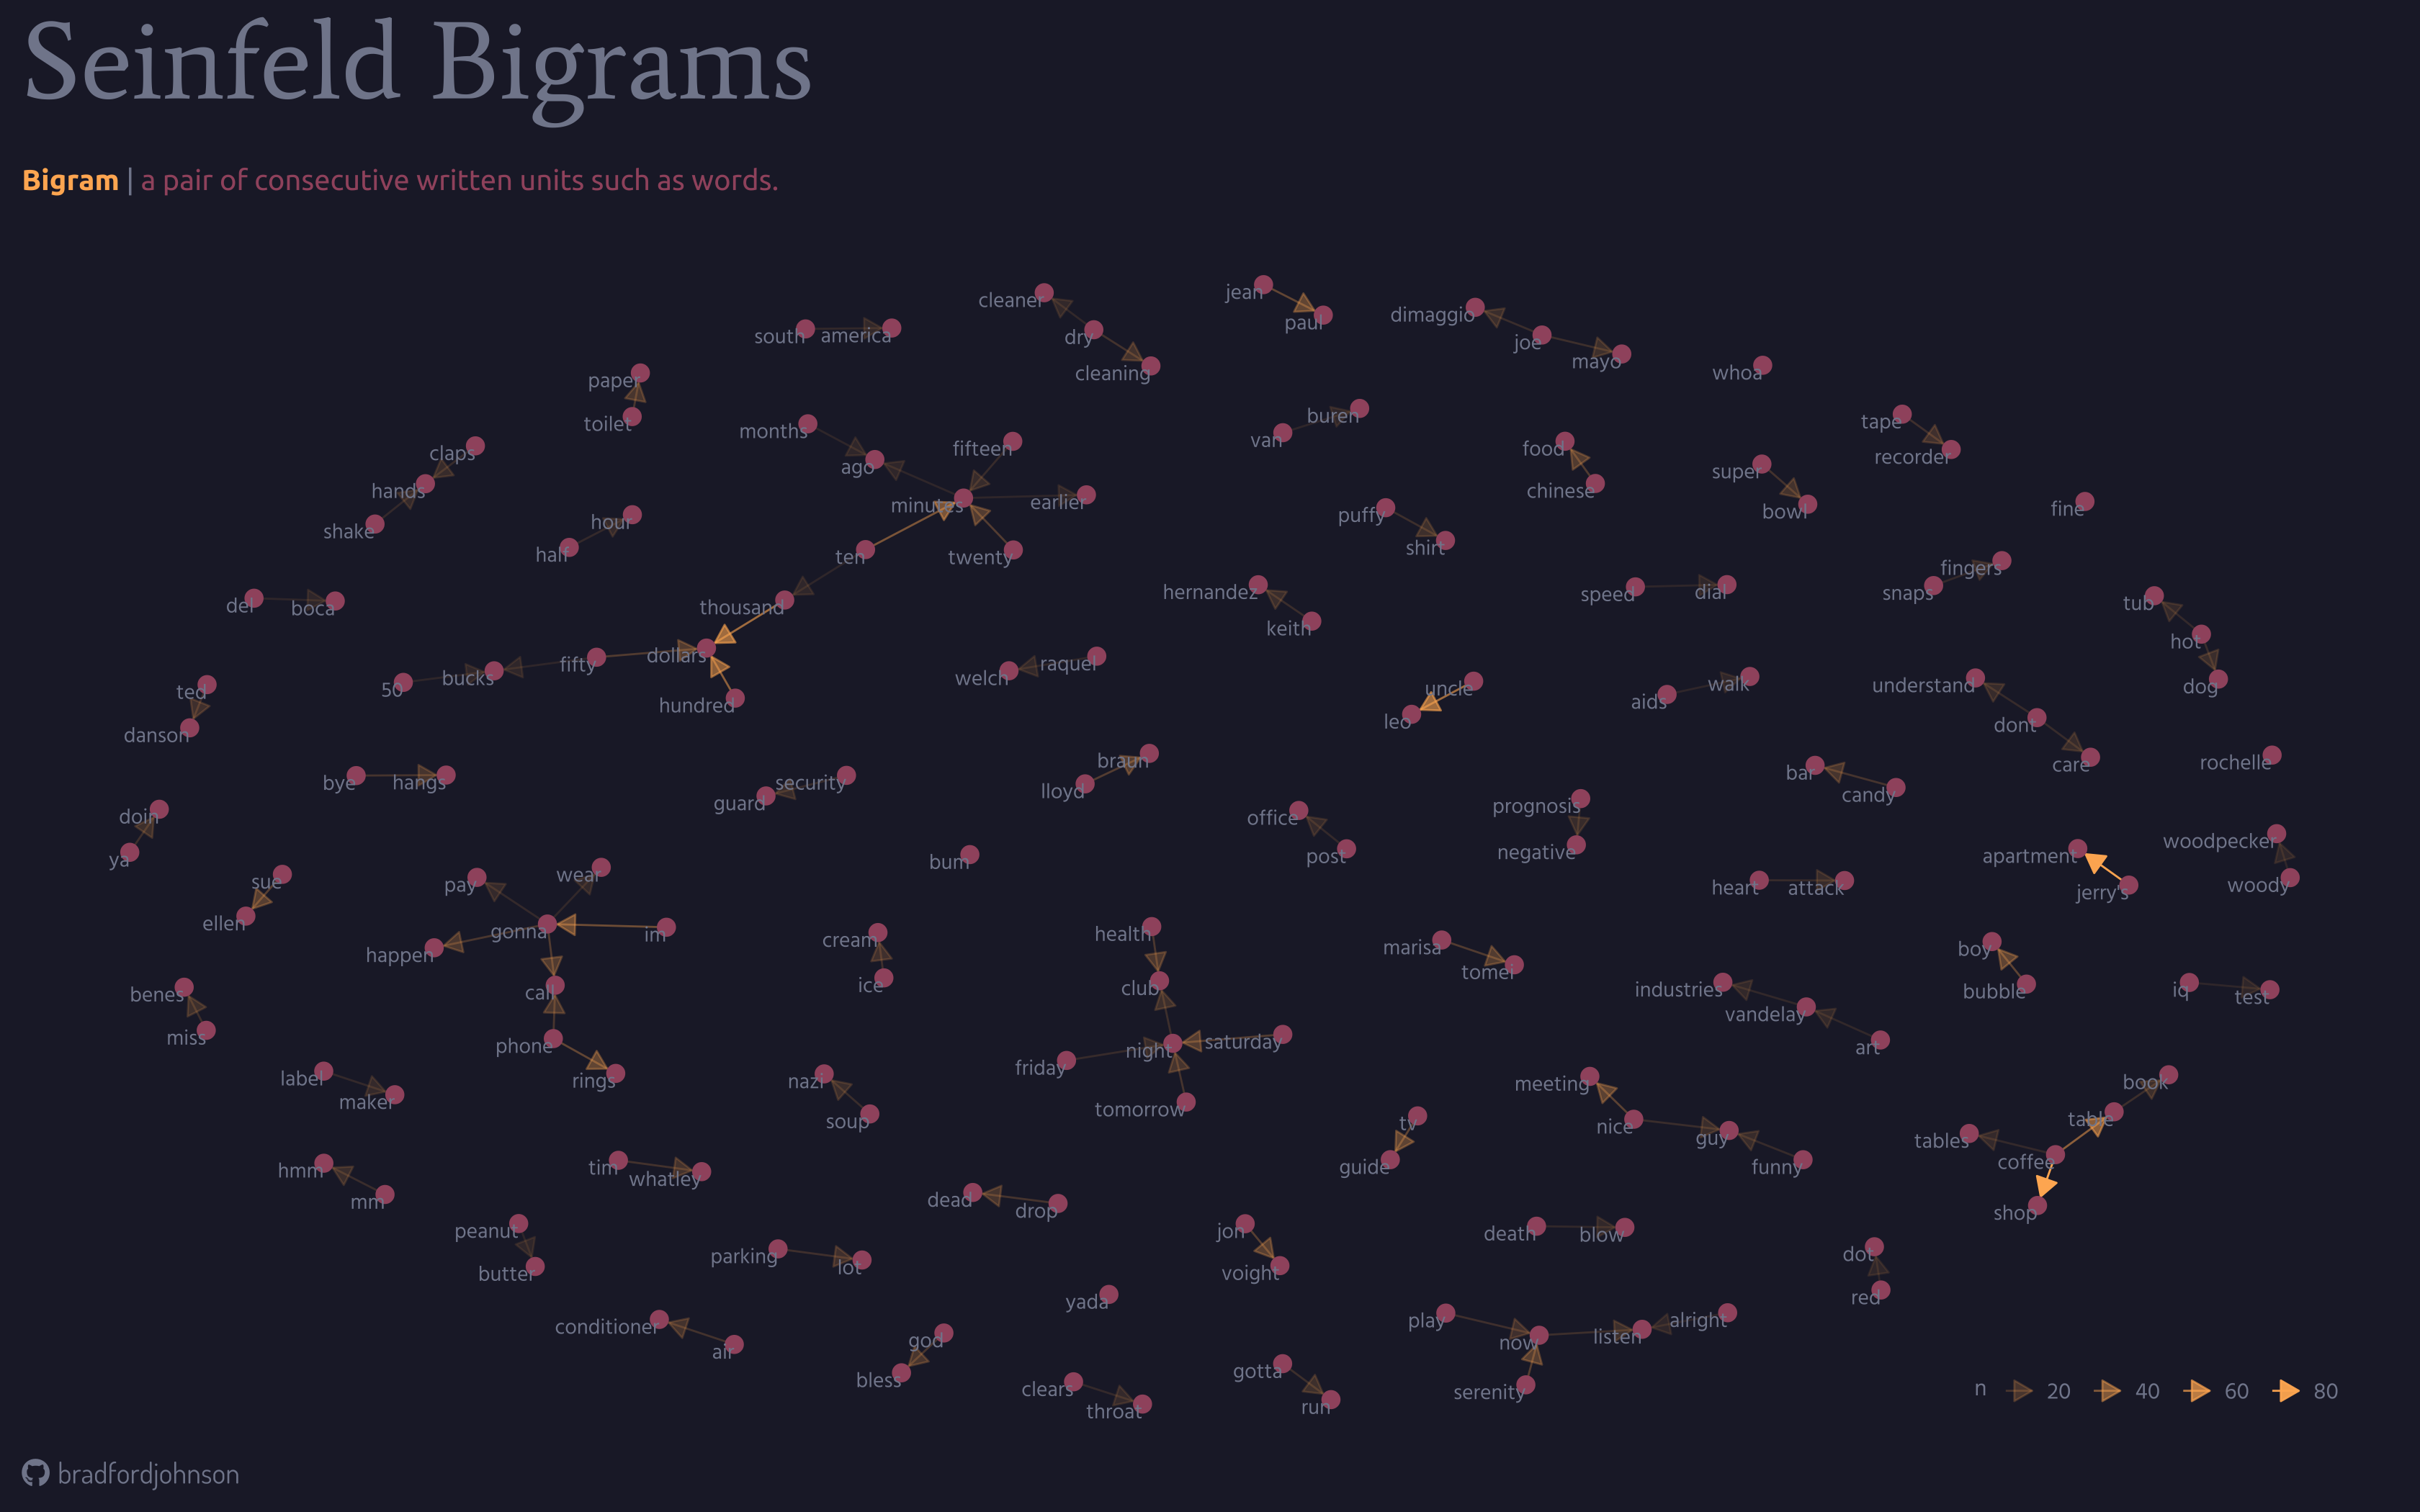 Seinfeld Bigrams
Bigram | a pair of consecutive written units such as words.
jean
cleaner
dimaggio
paul
south
america
dry
joe
mayo
cleaning
whoa
paper
toilet
buren
tape
months
van
fifteen
food
claps
recorder
ago
super
hands
chinese
minutes
earlier
fine
bowl
puffy
hour
shake
shirt
half
ten
twenty
fingers
hernandez
speed
dial
snaps
del
boca
thousand
tub
keith
hot
dollars
fifty
raquel
bucks
welch
50
ted
uncle
walk
understand
dog
aids
hundred
leo
dont
danson
braun
rochelle
care
bar
bye
hangs
security
lloyd
candy
guard
prognosis
doin
office
woodpecker
negative
post
apartment
ya
bum
wear
sue
pay
heart
attack
woody
jerry's
ellen
gonna
im
health
cream
marisa
boy
happen
tomei
ice
club
call
industries
iq
bubble
test
benes
vandelay
miss
saturday
phone
night
art
friday
label
rings
nazi
book
meeting
maker
tomorrow
table
soup
tv
nice
guy
tables
coffee
hmm
tim
guide
funny
whatley
mm
dead
drop
shop
peanut
jon
death
blow
parking
lot
dot
butter
voight
red
yada
play
alright
conditioner
listen
god
now
air
gotta
bless
clears
serenity
throat
run
n 20 40 60 80
bradfordjohnson